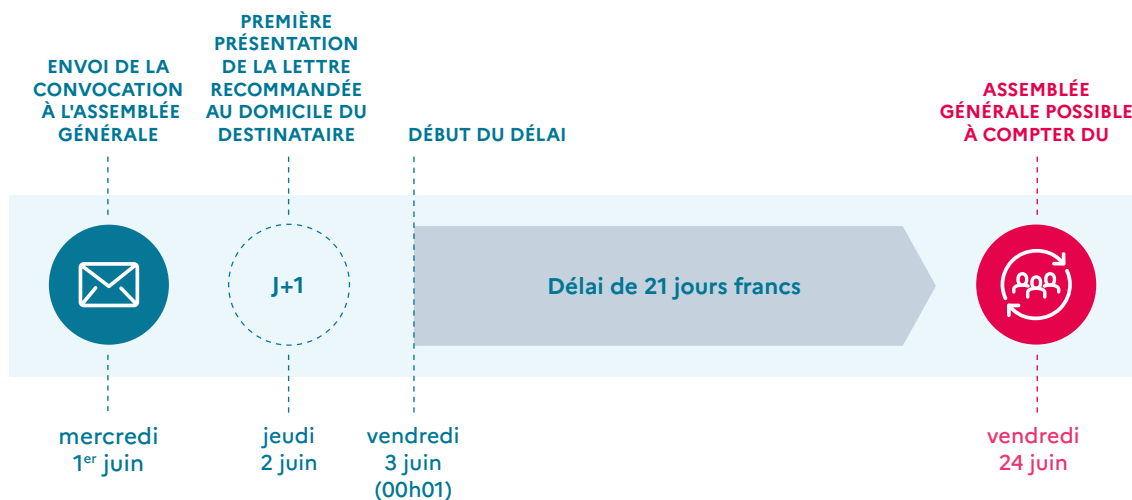 ENVOI DE LA
CONVOCATION
À L'ASSEMBLÉE
GÉNÉRALE
PREMIÈRE
PRÉSENTATION
DE LA LETTRE
RECOMMANDÉE
AU DOMICILE DU
DESTINATAIRE
DÉBUT DU DÉLAI
ASSEMBLÉE
GÉNÉRALE POSSIBLE
À COMPTER DU
J+1
Délai de 21 jours francs
mercredi
1er juin
jeudi
2 juin
vendredi
3 juin
(00h01)
vendredi
24 juin